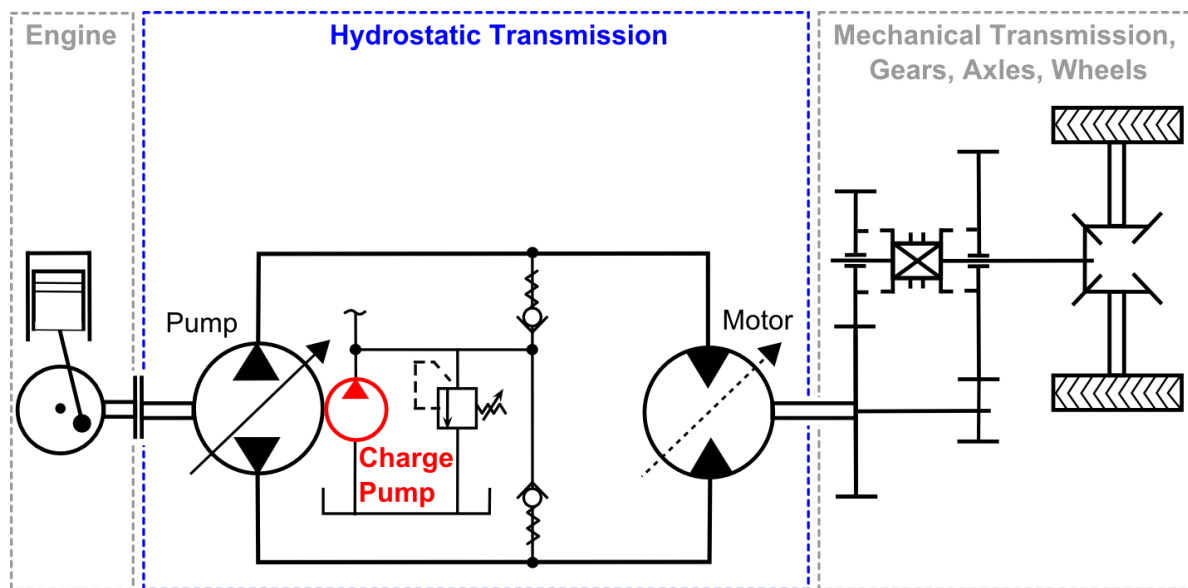 Engine
Hydrostatic Transmission
Mechanical Transmission,
Gears, Axles, Wheels
Pump
Motor
Charge
Pump